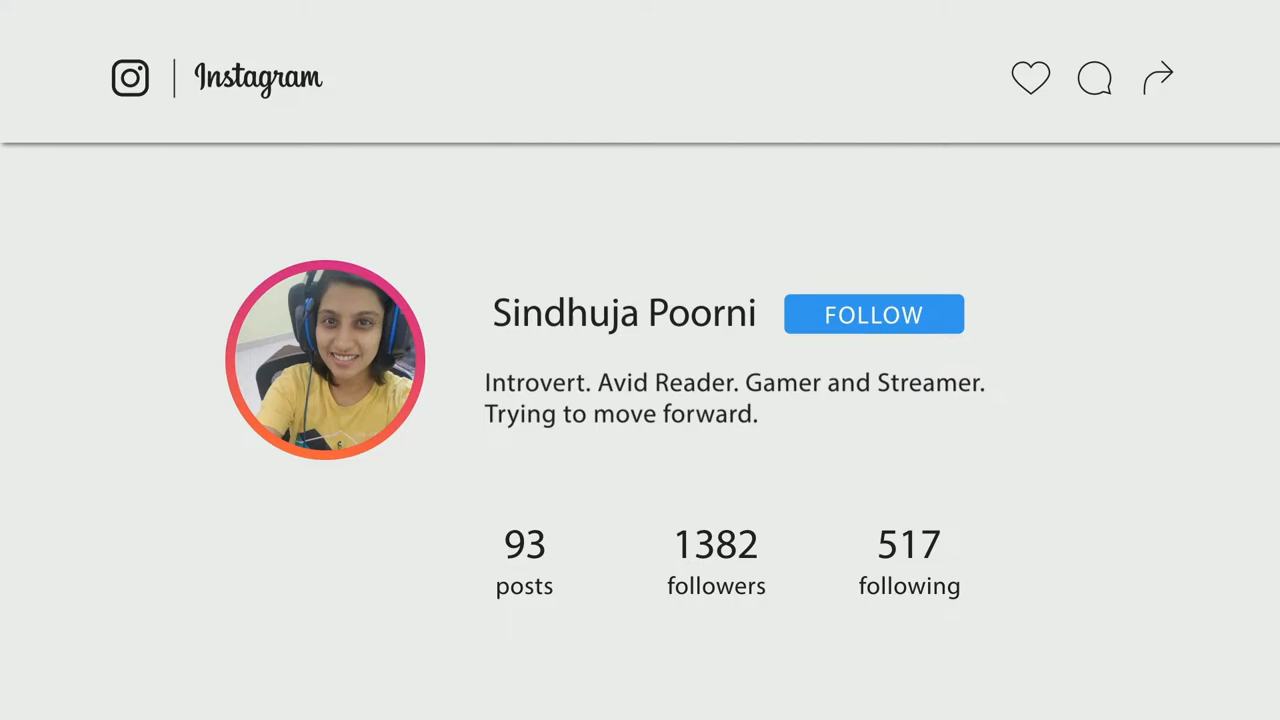 Instagram
Sindhuja Poorni FOLLOW
Introvert. Avid Reader. Gamer and Streamer.
Trying to move forward.
93 1382 517
posts followers following